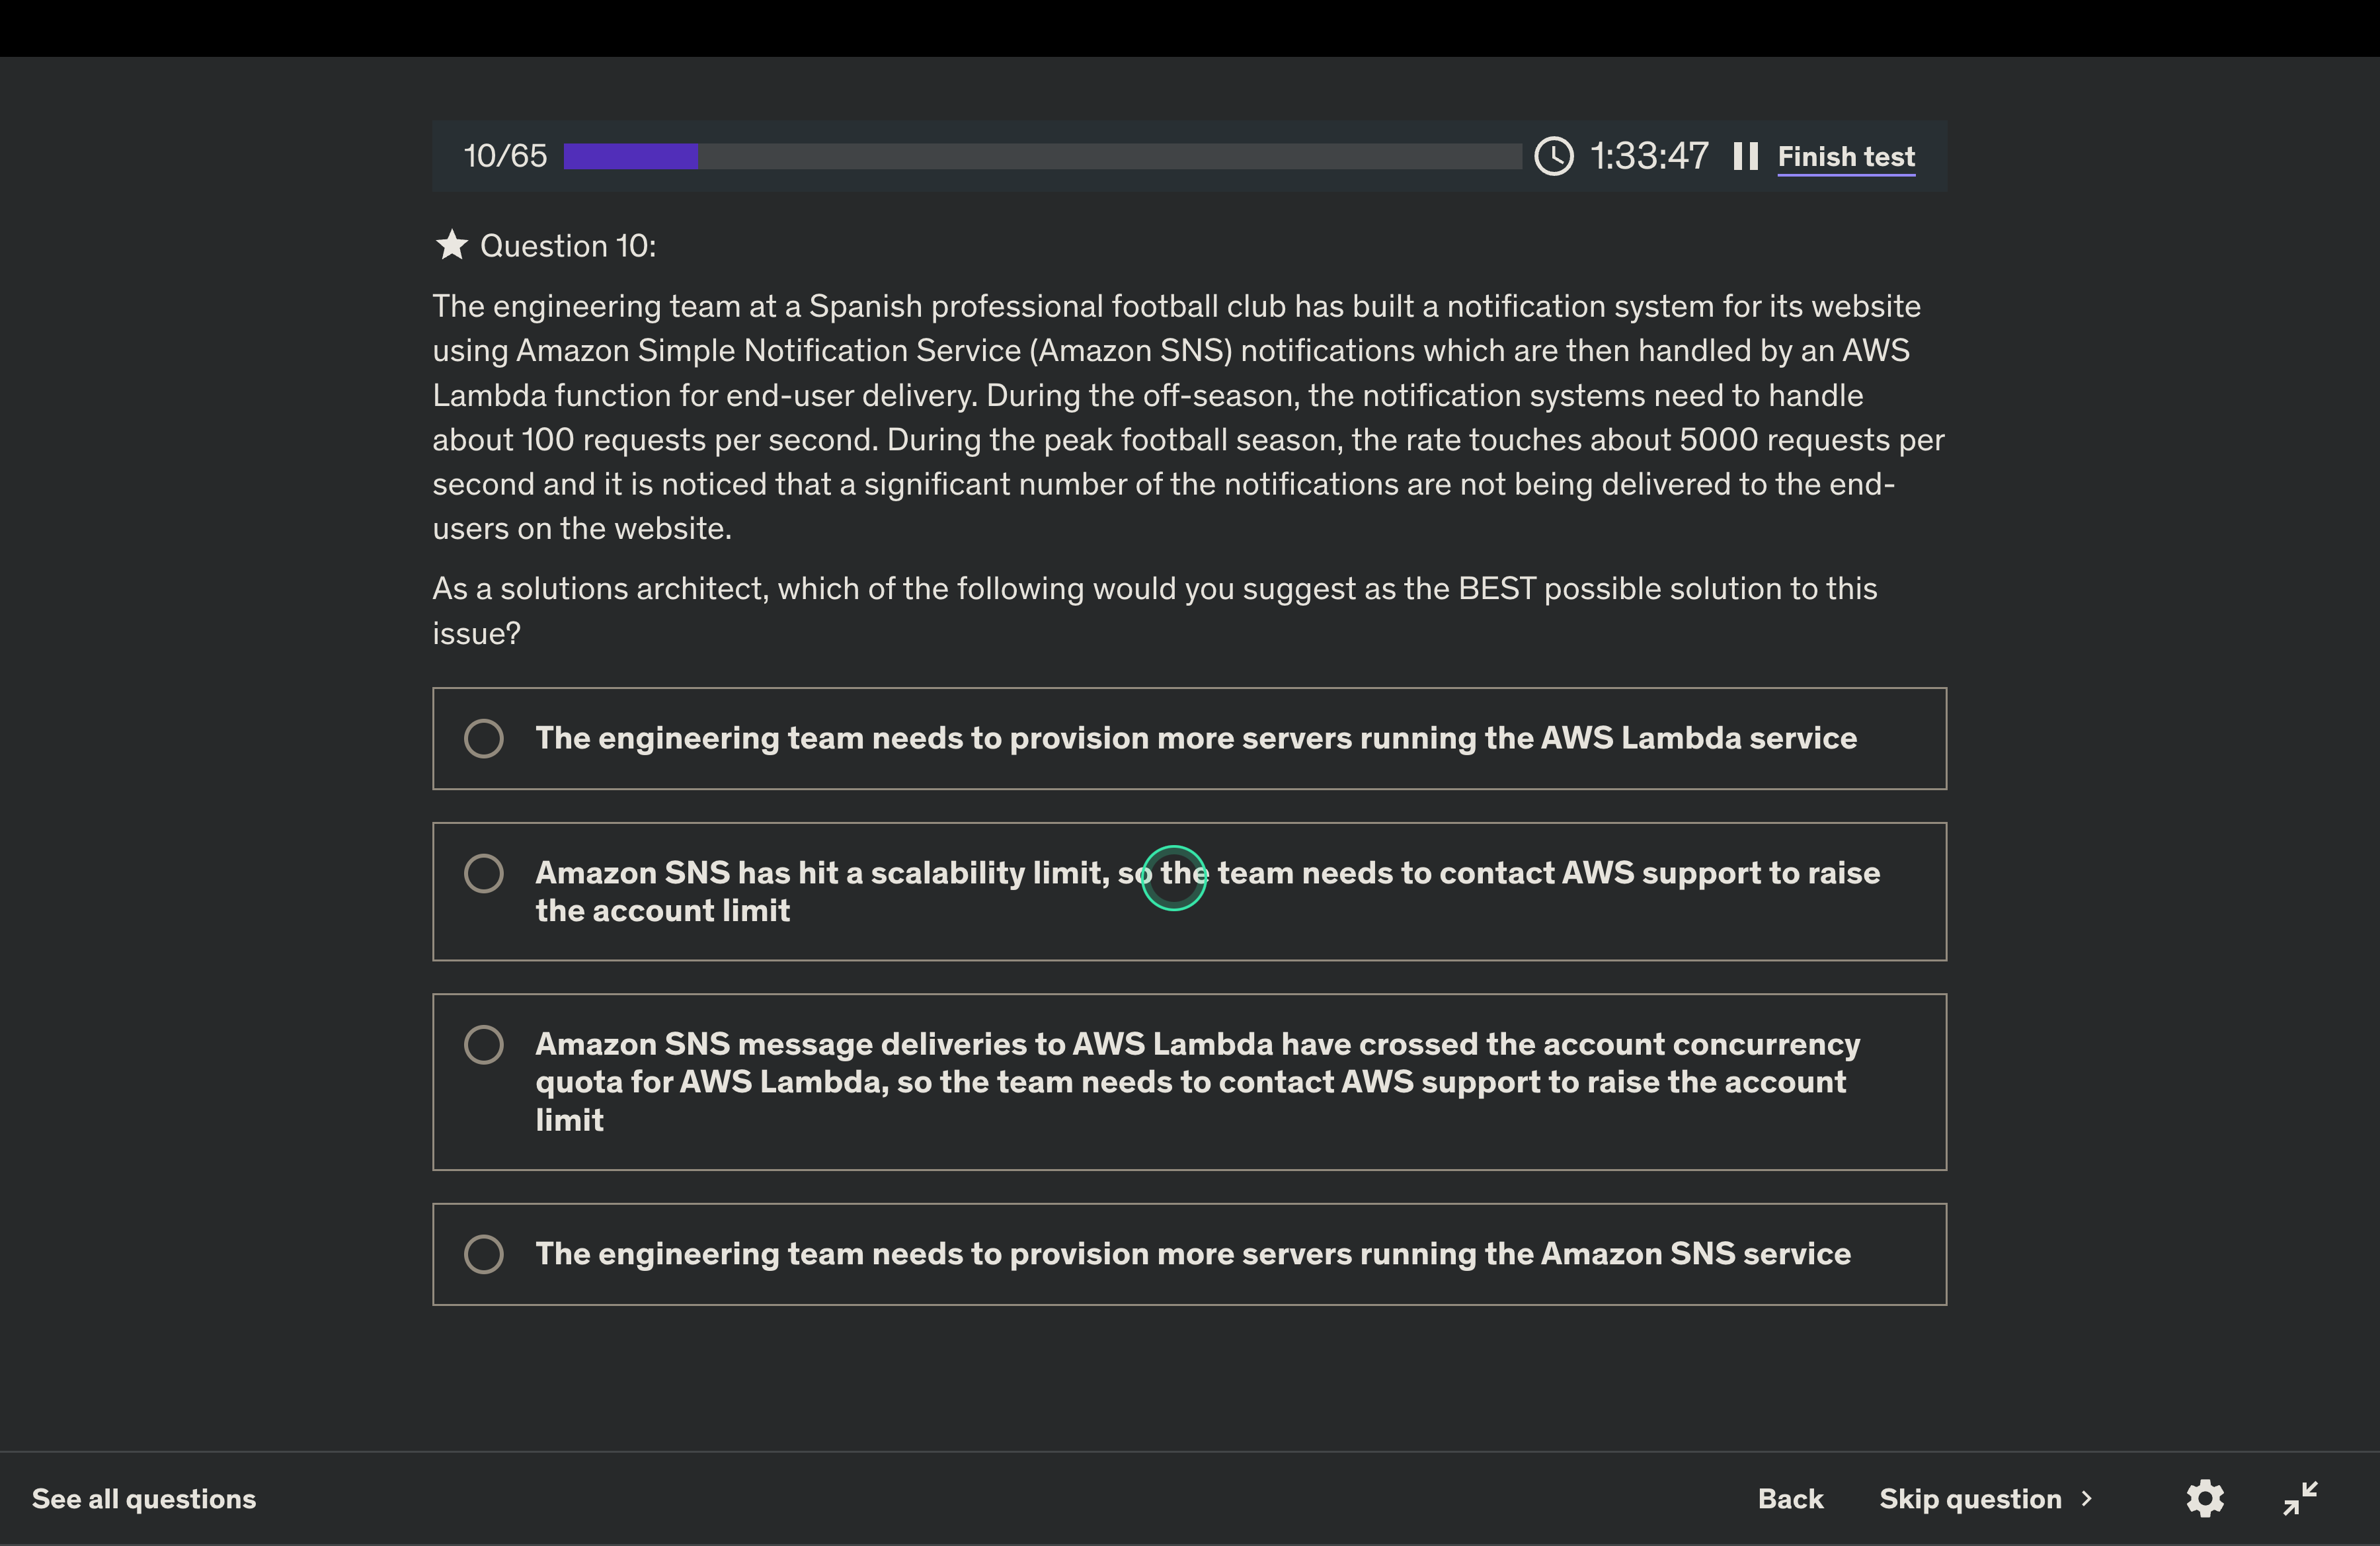 10/65
1:33:47
Finish test
Question 10:
The engineering team at a Spanish professional football club has built a notification system for its website
using Amazon Simple Notification Service (Amazon SNS) notifications which are then handled by an AWS
Lambda function for end-user delivery. During the off-season, the notification systems need to handle
about 100 requests per second. During the peak football season, the rate touches about 5000 requests per
second and it is noticed that a significant number of the notifications are not being delivered to the end-
users on the website.
As a solutions architect, which of the following would you suggest as the BEST possible solution to this
issue?
The engineering team needs to provision more servers running the AWS Lambda service
Amazon SNS has hit a scalability limit, so the team needs to contact AWS support to raise
the account limit
Amazon SNS message deliveries to AWS Lambda have crossed the account concurrency
quota for AWS Lambda, so the team needs to contact AWS support to raise the account
limit
The engineering team needs to provision more servers running the Amazon SNS service
See all questions
Back
Skip question